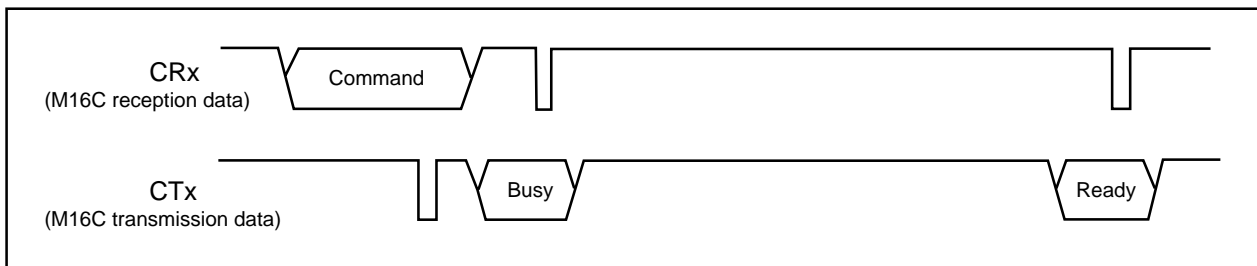 CRx
(M16C reception data)
Command
CTx
(M16C transmission data)
Busy
Ready